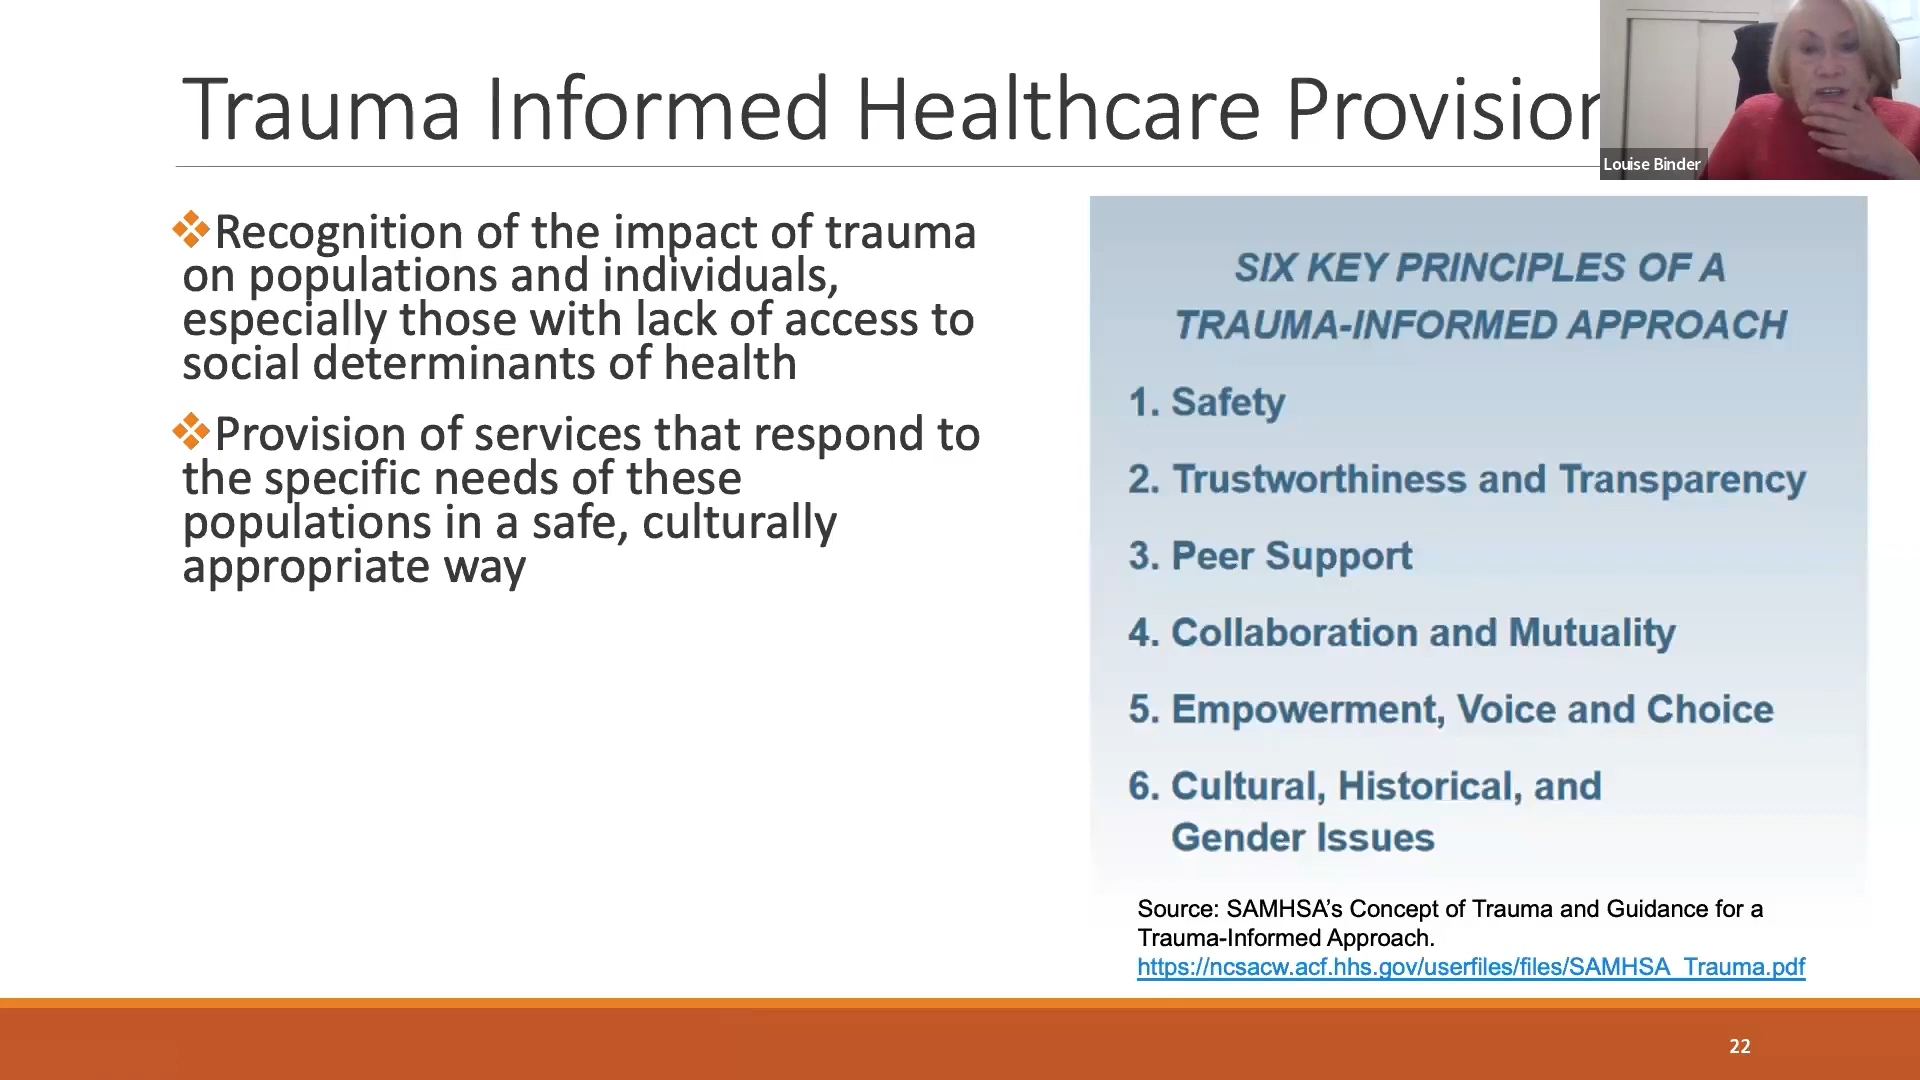 Trauma Informed Healthcare Provision
Louise Binder
Recognition of the impact of trauma
on populations and individuals,
especially those with lack of access to
social determinants of health
Provision of services that respond to
the specific needs of these
populations in a safe, culturally
appropriate way
SIX KEY PRINCIPLES OF A
TRAUMA-INFORMED APPROACH
1. Safety
2. Trustworthiness and Transparency
3. Peer Support
4. Collaboration and Mutuality
5. Empowerment, Voice and Choice
6. Cultural, Historical, and
Gender Issues
Source: SAMHSA’s Concept of Trauma and Guidance for a
Trauma-Informed Approach.
https://ncsacw.acf.hhs.gov/userfiles/files/SAMHSA_Trauma.pdf
22